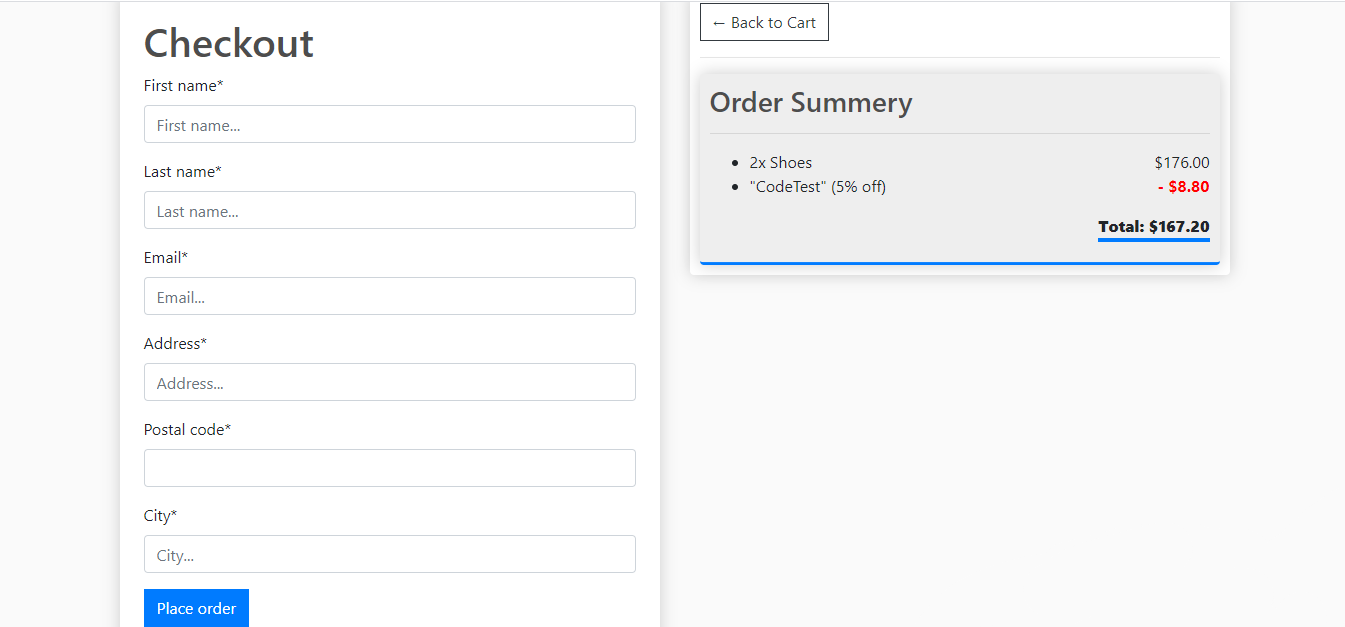 Checkout
First name*
First name...
Last name*
Last name...
Email*
Email...
Address*
Address...
Postal code*
City*
City...
Place order
← Back to Cart
Order Summery
2x Shoes $176.00
"CodeTest" (5% off) - $8.80
Total: $167.20